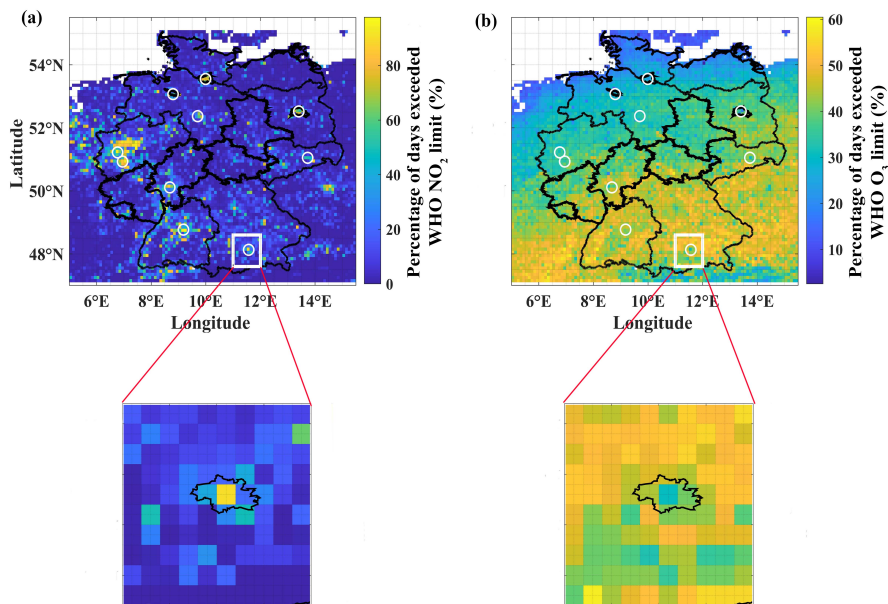 (a)
54°N
52°N
50°N
48°N
Latitude
6°E 8°E 10°E 12°E 14°E
Longitude
80
60
40
20
0
Percentage of days exceeded
WHO NO₂ limit (%)
(b)
6°E 8°E 10°E 12°E 14°E
Longitude
60
50
40
30
20
10
Percentage of days exceeded
WHO O₃ limit (%)